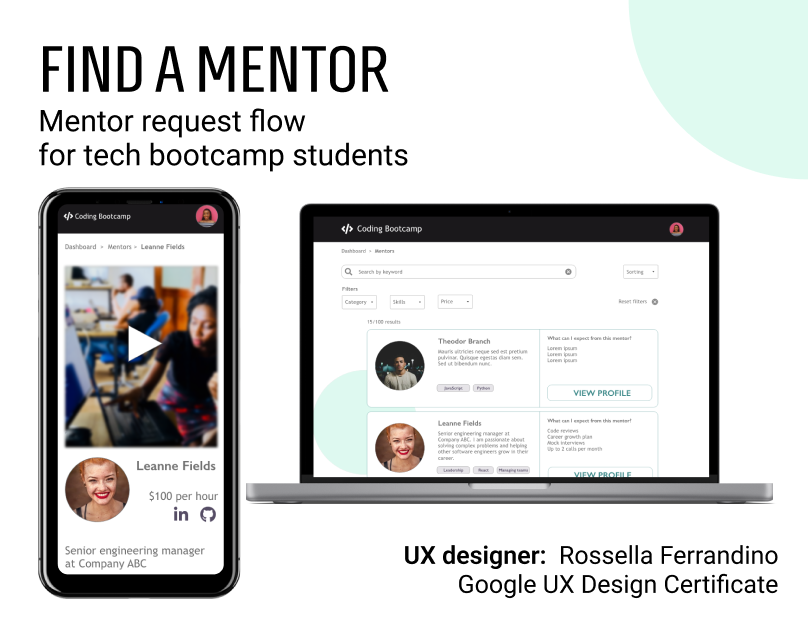 FIND A MENTOR
Mentor request flow
for tech bootcamp students
</> Coding Bootcamp
Dashboard > Mentors > Leanne Fields
Leanne Fields
$100 per hour
in
Senior engineering manager
at Company ABC
</> Coding Bootcamp
Dashboard > Mentors
Search by keyword
Sorting
Filters
Category
Skills
Price
Reset filters
15/100 results
Theodor Branch
Mauris ultricies neque sed est pretium
pulvinar. Quisque egestas diam sem.
Sed ut bibendum nunc.
JavaScript
Python
What can I expect from this mentor?
Lorem ipsum
Lorem ipsum
Lorem ipsum
VIEW PROFILE
Leanne Fields
Senior engineering manager at
Company ABC. I am passionate about
solving complex problems and helping
other software engineers grow in their
career.
Leadership
React
Managing teams
What can I expect from this mentor?
Code reviews
Career growth plan
Mock interviews
Up to 2 calls per month
VIEW PROFILE
UX designer: Rossella Ferrandino
Google UX Design Certificate